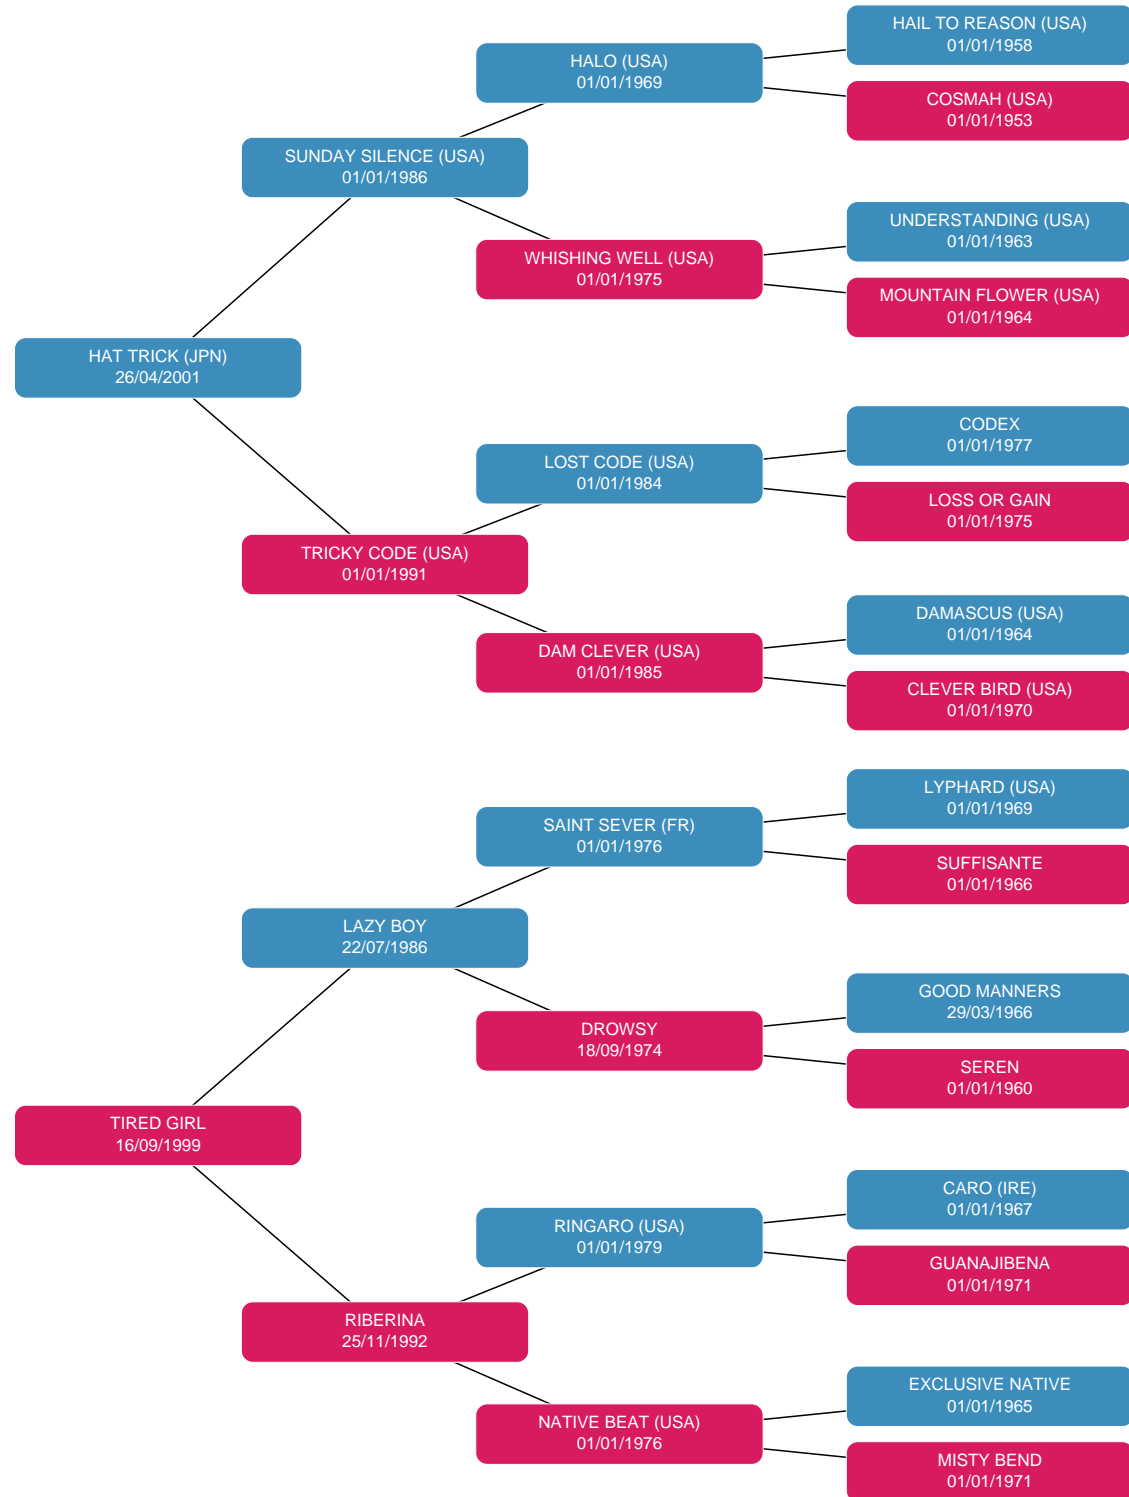 HAIL TO REASON (USA)
01/01/1958
HALO (USA)
01/01/1969
COSMAH (USA)
01/01/1953
SUNDAY SILENCE (USA)
01/01/1986
UNDERSTANDING (USA)
01/01/1963
WHISHING WELL (USA)
01/01/1975
MOUNTAIN FLOWER (USA)
01/01/1964
HAT TRICK (JPN)
26/04/2001
CODEX
01/01/1977
LOST CODE (USA)
01/01/1984
LOSS OR GAIN
01/01/1975
TRICKY CODE (USA)
01/01/1991
DAMASCUS (USA)
01/01/1964
DAM CLEVER (USA)
01/01/1985
CLEVER BIRD (USA)
01/01/1970
LYPHARD (USA)
01/01/1969
SAINT SEVER (FR)
01/01/1976
SUFFISANTE
01/01/1966
LAZY BOY
22/07/1986
GOOD MANNERS
29/03/1966
DROWSY
18/09/1974
SEREN
01/01/1960
TIRED GIRL
16/09/1999
CARO (IRE)
01/01/1967
RINGARO (USA)
01/01/1979
GUANAJIBENA
01/01/1971
RIBERINA
25/11/1992
EXCLUSIVE NATIVE
01/01/1965
NATIVE BEAT (USA)
01/01/1976
MISTY BEND
01/01/1971